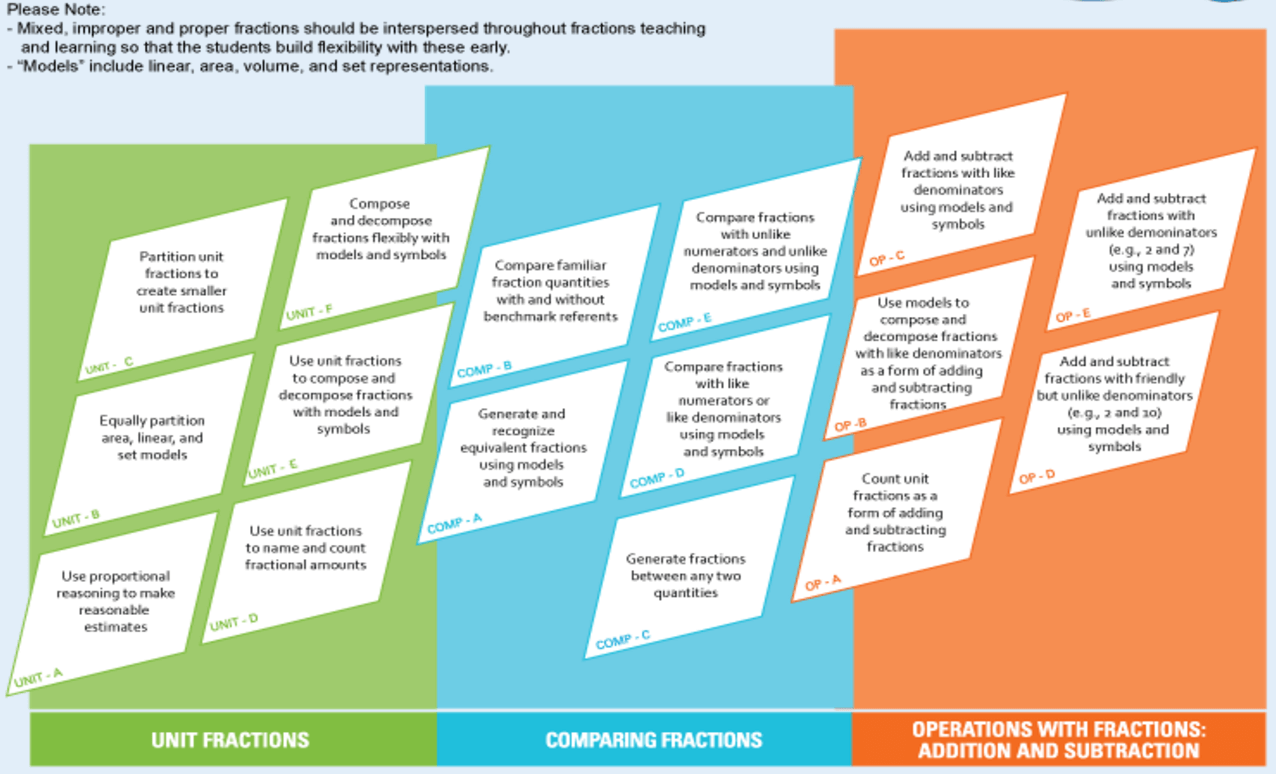 Please Note:
- Mixed, improper and proper fractions should be interspersed throughout fractions teaching
and learning so that the students build flexibility with these early.
- “Models” include linear, area, volume, and set representations.
Partition unit
fractions to
create smaller
unit fractions
UNIT - C
Equally partition
area, linear, and
set models
UNIT - B
Use proportional
reasoning to make
reasonable
estimates
UNIT - A
Compose
and decompose
fractions flexibly with
models and symbols
UNIT - F
Use unit fractions
to compose and
decompose fractions
with models and
symbols
UNIT - E
Use unit fractions
to name and count
fractional amounts
UNIT - D
Compare familiar
fraction quantities
with and without
benchmark referents
COMP - B
Generate and
recognize
equivalent fractions
using models
and symbols
COMP - A
Compare fractions
with unlike
numerators and unlike
denominators using
models and symbols
COMP - E
Compare fractions
with like
numerators or
like denominators
using models
and symbols
COMP - D
Generate fractions
between any two
quantities
COMP - C
Add and subtract
fractions with like
denominators
using models and
symbols
OP - C
Use models to
compose and
decompose fractions
with like denominators
as a form of adding
and subtracting
fractions
OP -B
Count unit
fractions as a
form of adding
and subtracting
fractions
OP - A
Add and subtract
fractions with
unlike demoninators
(e.g., 2 and 7)
using models
and symbols
OP - E
Add and subtract
fractions with friendly
but unlike denominators
(e.g., 2 and 10)
using models and
symbols
OP - D
UNIT FRACTIONS
COMPARING FRACTIONS
OPERATIONS WITH FRACTIONS:
ADDITION AND SUBTRACTION